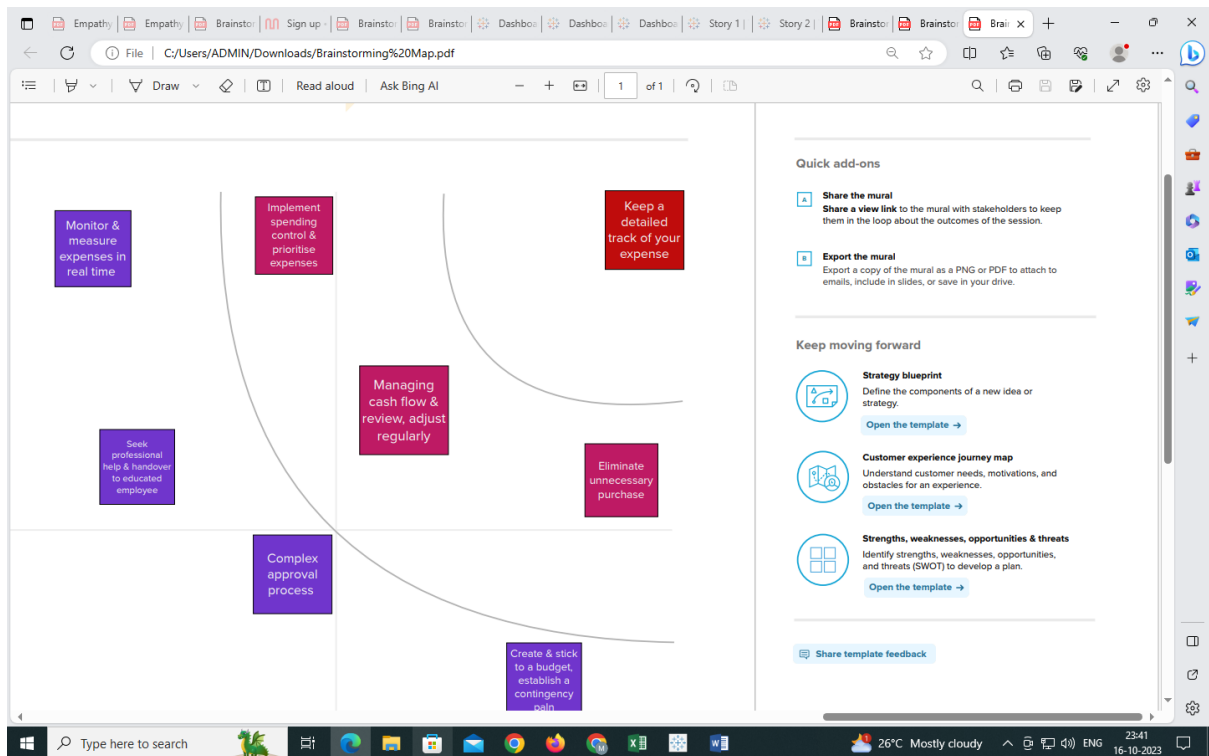 Empathy
Empathy
Brainstor
Sign up -
Brainstor
Brainstor
Dashboa
Dashboa
Dashboa
Story 1 |
Story 2 |
Brainstor
Brainstor
Brair
File | C:/Users/ADMIN/Downloads/Brainstorming%20Map.pdf
Draw
Read aloud
Ask Bing AI
1 of 1
Monitor &
measure
expenses in
real time
Implement
spending
control &
prioritise
expenses
Keep a
detailed
track of your
expense
Managing
cash flow &
review, adjust
regularly
Seek
professional
help & handover
to educated
employee
Eliminate
unnecessary
purchase
Complex
approval
process
Create & stick
to a budget,
establish a
contingency
paln
Quick add-ons
A
Share the mural
Share a view link to the mural with stakeholders to keep
them in the loop about the outcomes of the session.
B
Export the mural
Export a copy of the mural as a PNG or PDF to attach to
emails, include in slides, or save in your drive.
Keep moving forward
Strategy blueprint
Define the components of a new idea or
strategy.
Open the template →
Customer experience journey map
Understand customer needs, motivations, and
obstacles for an experience.
Open the template →
Strengths, weaknesses, opportunities & threats
Identify strengths, weaknesses, opportunities,
and threats (SWOT) to develop a plan.
Open the template →
Share template feedback
Type here to search
26°C Mostly cloudy
ENG
23:41
16-10-2023